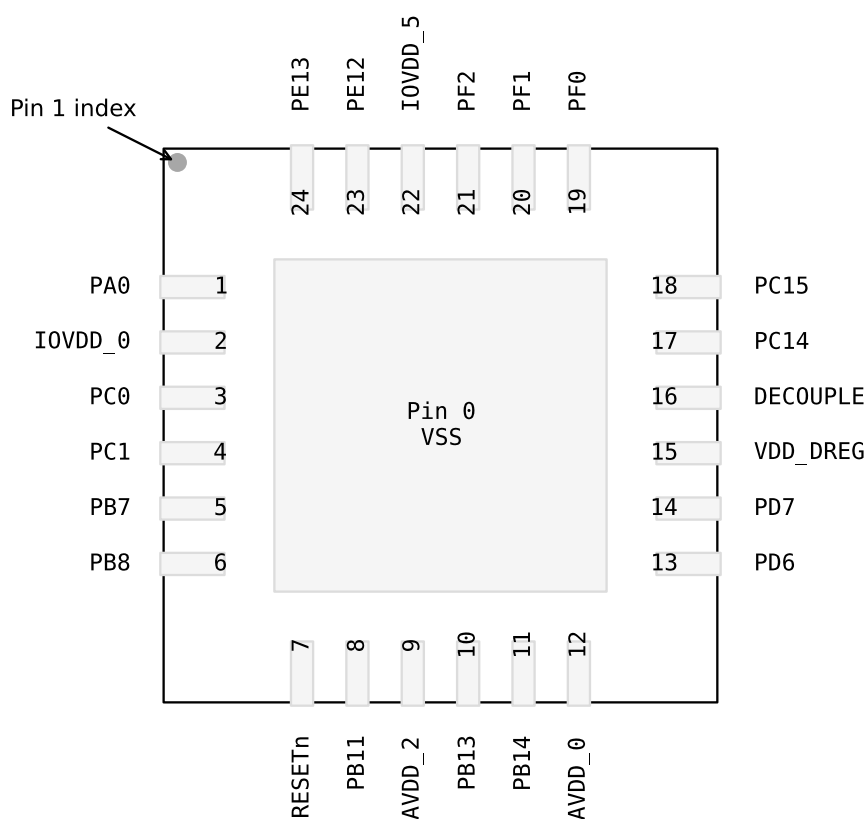 PE13
PE12
IOVDD_5
PF2
PF1
PF0
Pin 1 index
24
23
22
21
20
19
PA0 1
18 PC15
IOVDD_0 2
17 PC14
PC0 3
16 DECOUPLE
Pin 0
VSS
PC1 4
15 VDD_DREG
PB7 5
14 PD7
PB8 6
13 PD6
7
8
9
10
11
12
RESETn
PB11
AVDD_2
PB13
PB14
AVDD_0